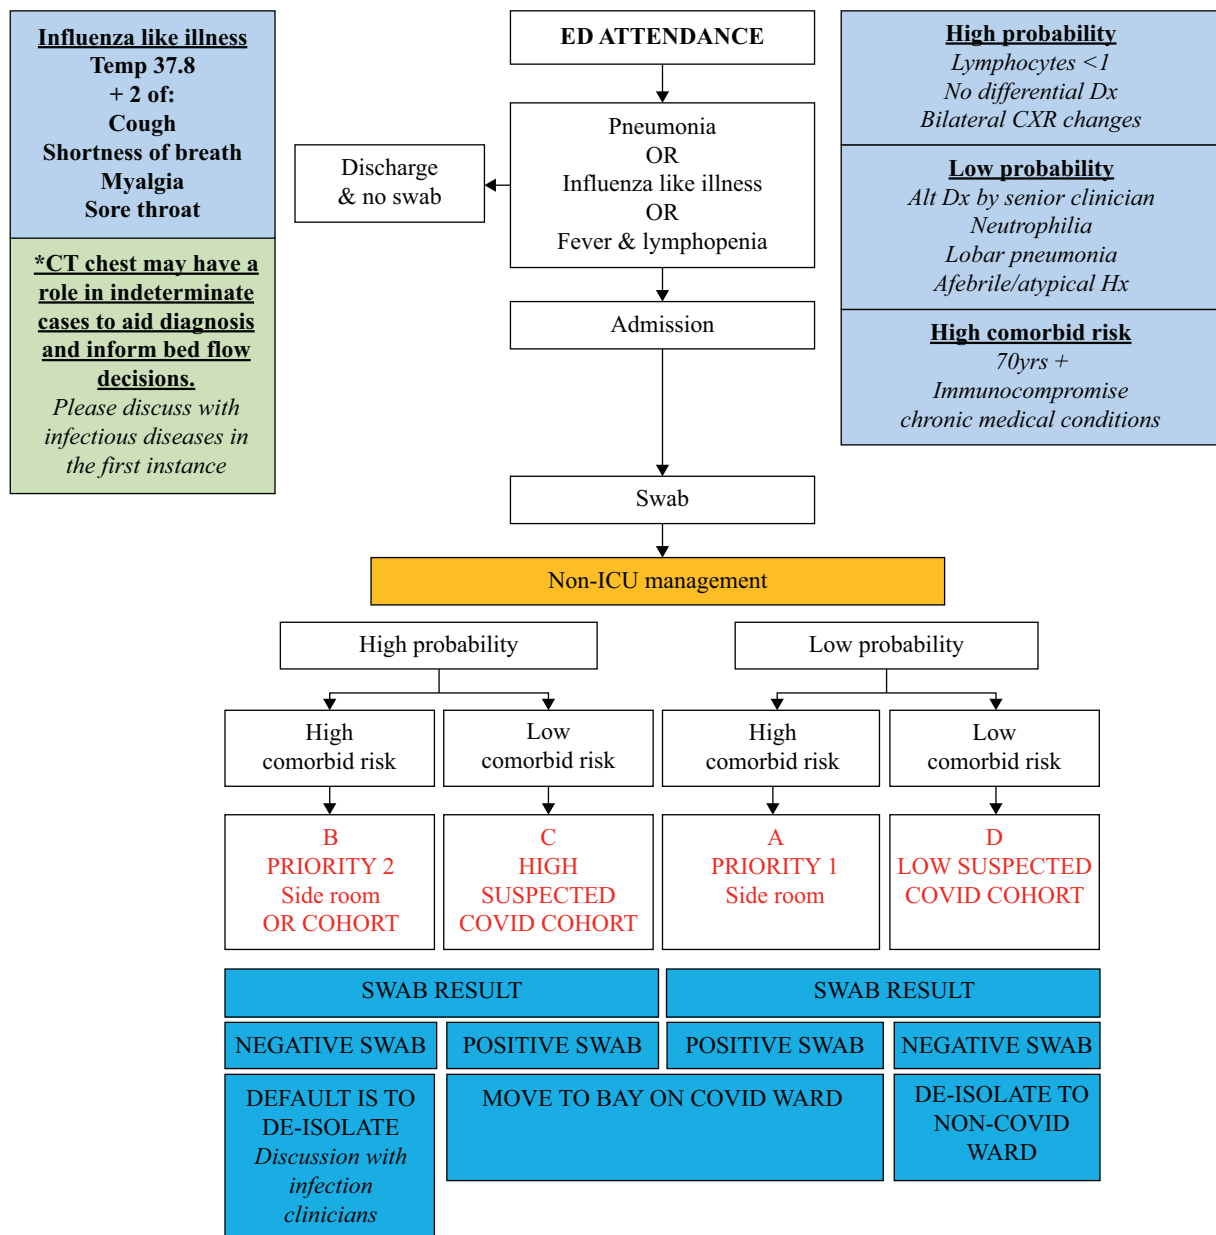 Influenza like illness
Temp 37.8
+ 2 of:
Cough
Shortness of breath
Myalgia
Sore throat
*CT chest may have a
role in indeterminate
cases to aid diagnosis
and inform bed flow
decisions.
Please discuss with
infectious diseases in
the first instance
ED ATTENDANCE
Pneumonia
OR
Influenza like illness
OR
Fever & lymphopenia
Discharge
& no swab
Admission
Swab
High probability
Lymphocytes <1
No differential Dx
Bilateral CXR changes
Low probability
Alt Dx by senior clinician
Neutrophilia
Lobar pneumonia
Afebrile/atypical Hx
High comorbid risk
70yrs +
Immunocompromise
chronic medical conditions
Non-ICU management
High probability
Low probability
High
comorbid risk
Low
comorbid risk
High
comorbid risk
Low
comorbid risk
B
PRIORITY 2
Side room
OR COHORT
C
HIGH
SUSPECTED
COVID COHORT
A
PRIORITY 1
Side room
D
LOW SUSPECTED
COVID COHORT
SWAB RESULT
SWAB RESULT
NEGATIVE SWAB
POSITIVE SWAB
POSITIVE SWAB
NEGATIVE SWAB
DEFAULT IS TO
DE-ISOLATE
Discussion with
infection
clinicians
MOVE TO BAY ON COVID WARD
DE-ISOLATE TO
NON-COVID
WARD